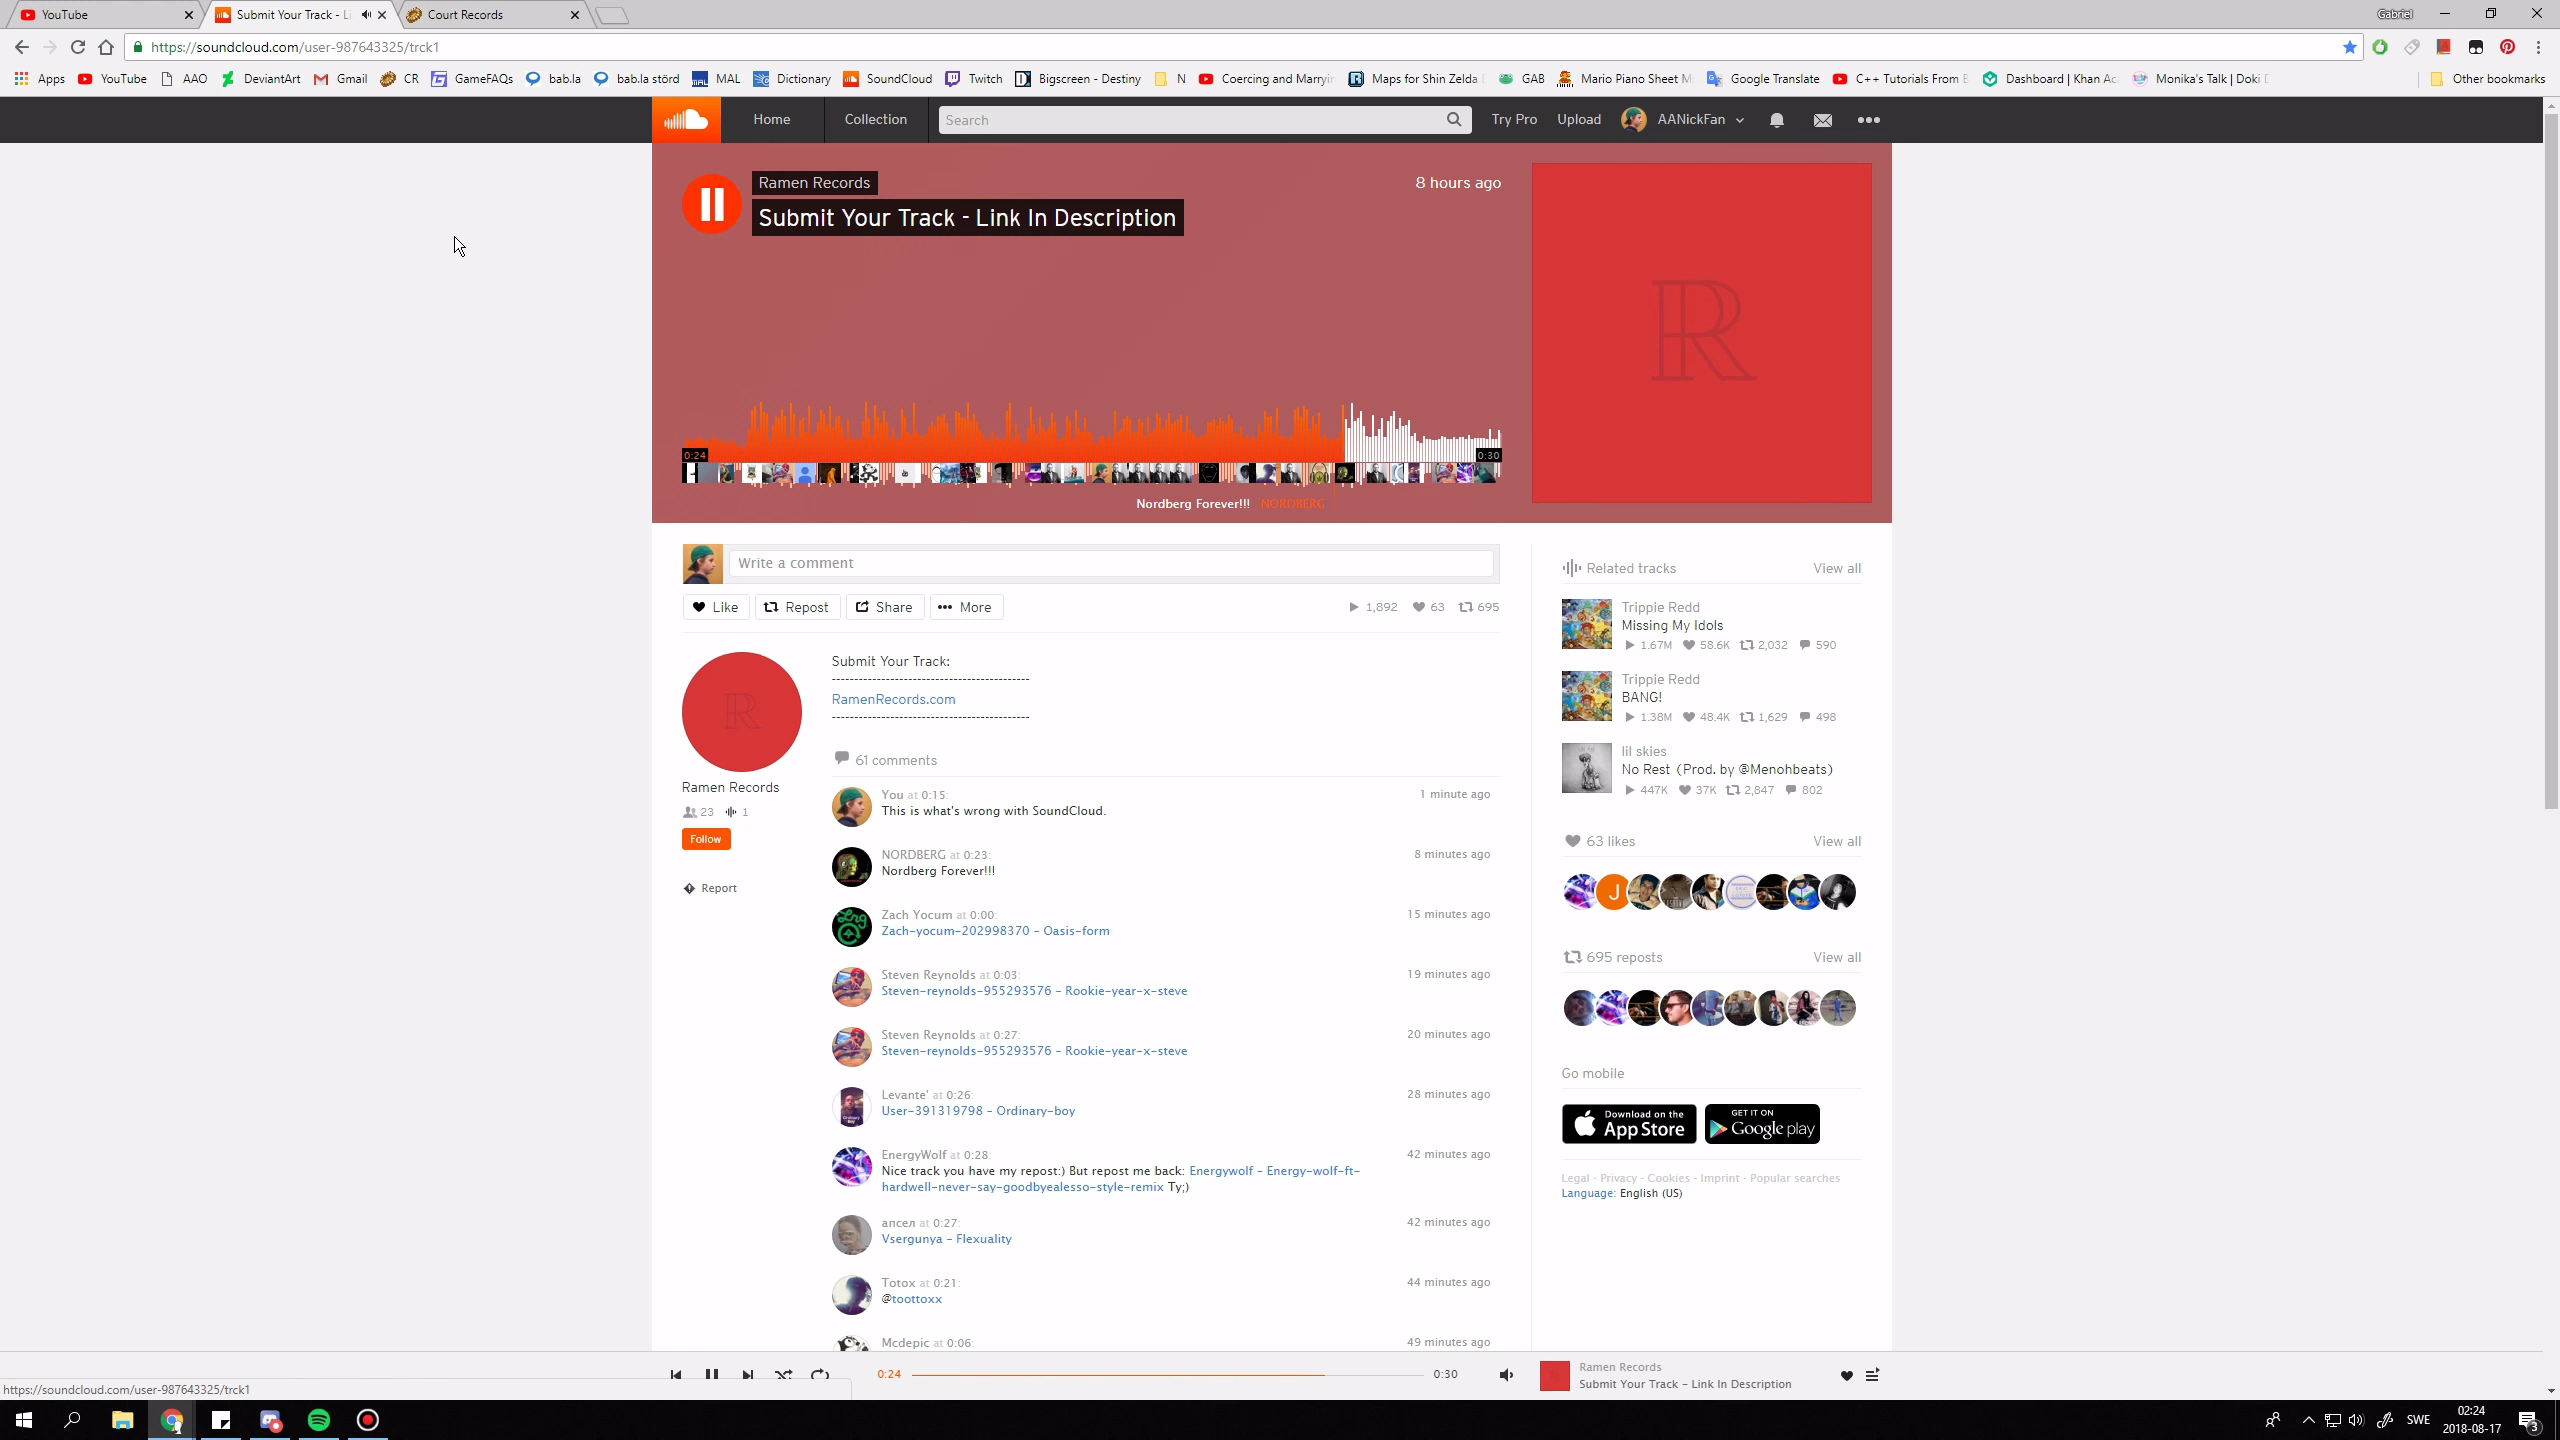 YouTube
Submit Your Track - Li
Court Records
Gabriel
https://soundcloud.com/user-987643325/trck1
Apps YouTube AAO DeviantArt Gmail CR GameFAQs bab.la bab.la störd MAL Dictionary SoundCloud Twitch Bigscreen - Destiny N Coercing and Marryin Maps for Shin Zelda GAB Mario Piano Sheet M Google Translate C++ Tutorials From Dashboard | Khan Ac Monika's Talk | Doki Other bookmarks
Home Collection Search Try Pro Upload AANickFan
Ramen Records 8 hours ago
Submit Your Track - Link In Description
R
0:24 0:30
Nordberg Forever!!! NORDBERG
Write a comment
Like Repost Share More 1,892 63 695
Submit Your Track:
--------------------------------------------
RamenRecords.com
--------------------------------------------
R
Ramen Records
23 1
Follow
Report
61 comments
You at 0:15: 1 minute ago
This is what's wrong with SoundCloud.
NORDBERG at 0:23: 8 minutes ago
Nordberg Forever!!!
Zach Yocum at 0:00: 15 minutes ago
Zach-yocum-202998370 - Oasis-form
Steven Reynolds at 0:03: 19 minutes ago
Steven-reynolds-955293576 - Rookie-year-x-steve
Steven Reynolds at 0:27: 20 minutes ago
Steven-reynolds-955293576 - Rookie-year-x-steve
Levante' at 0:26: 28 minutes ago
User-391319798 - Ordinary-boy
EnergyWolf at 0:28: 42 minutes ago
Nice track you have my repost:) But repost me back: Energywolf - Energy-wolf-ft-
hardwell-never-say-goodbyealesso-style-remix Ty;)
апсел at 0:27: 42 minutes ago
Vsergunya - Flexuality
Totox at 0:21: 44 minutes ago
@toottoxx
Mcdepic at 0:06: 49 minutes ago
Related tracks View all
Trippie Redd
Missing My Idols
1.67M 58.6K 2,032 590
Trippie Redd
BANG!
1.38M 48.4K 1,629 498
lil skies
No Rest (Prod. by @Menohbeats)
447K 37K 2,847 802
63 likes View all
J
695 reposts View all
Go mobile
Download on the
App Store
GET IT ON
Google play
Legal - Privacy - Cookies - Imprint - Popular searches
Language: English (US)
0:24 0:30
Ramen Records
Submit Your Track - Link In Description
https://soundcloud.com/user-987643325/trck1
SWE
02:24
2018-08-17
3